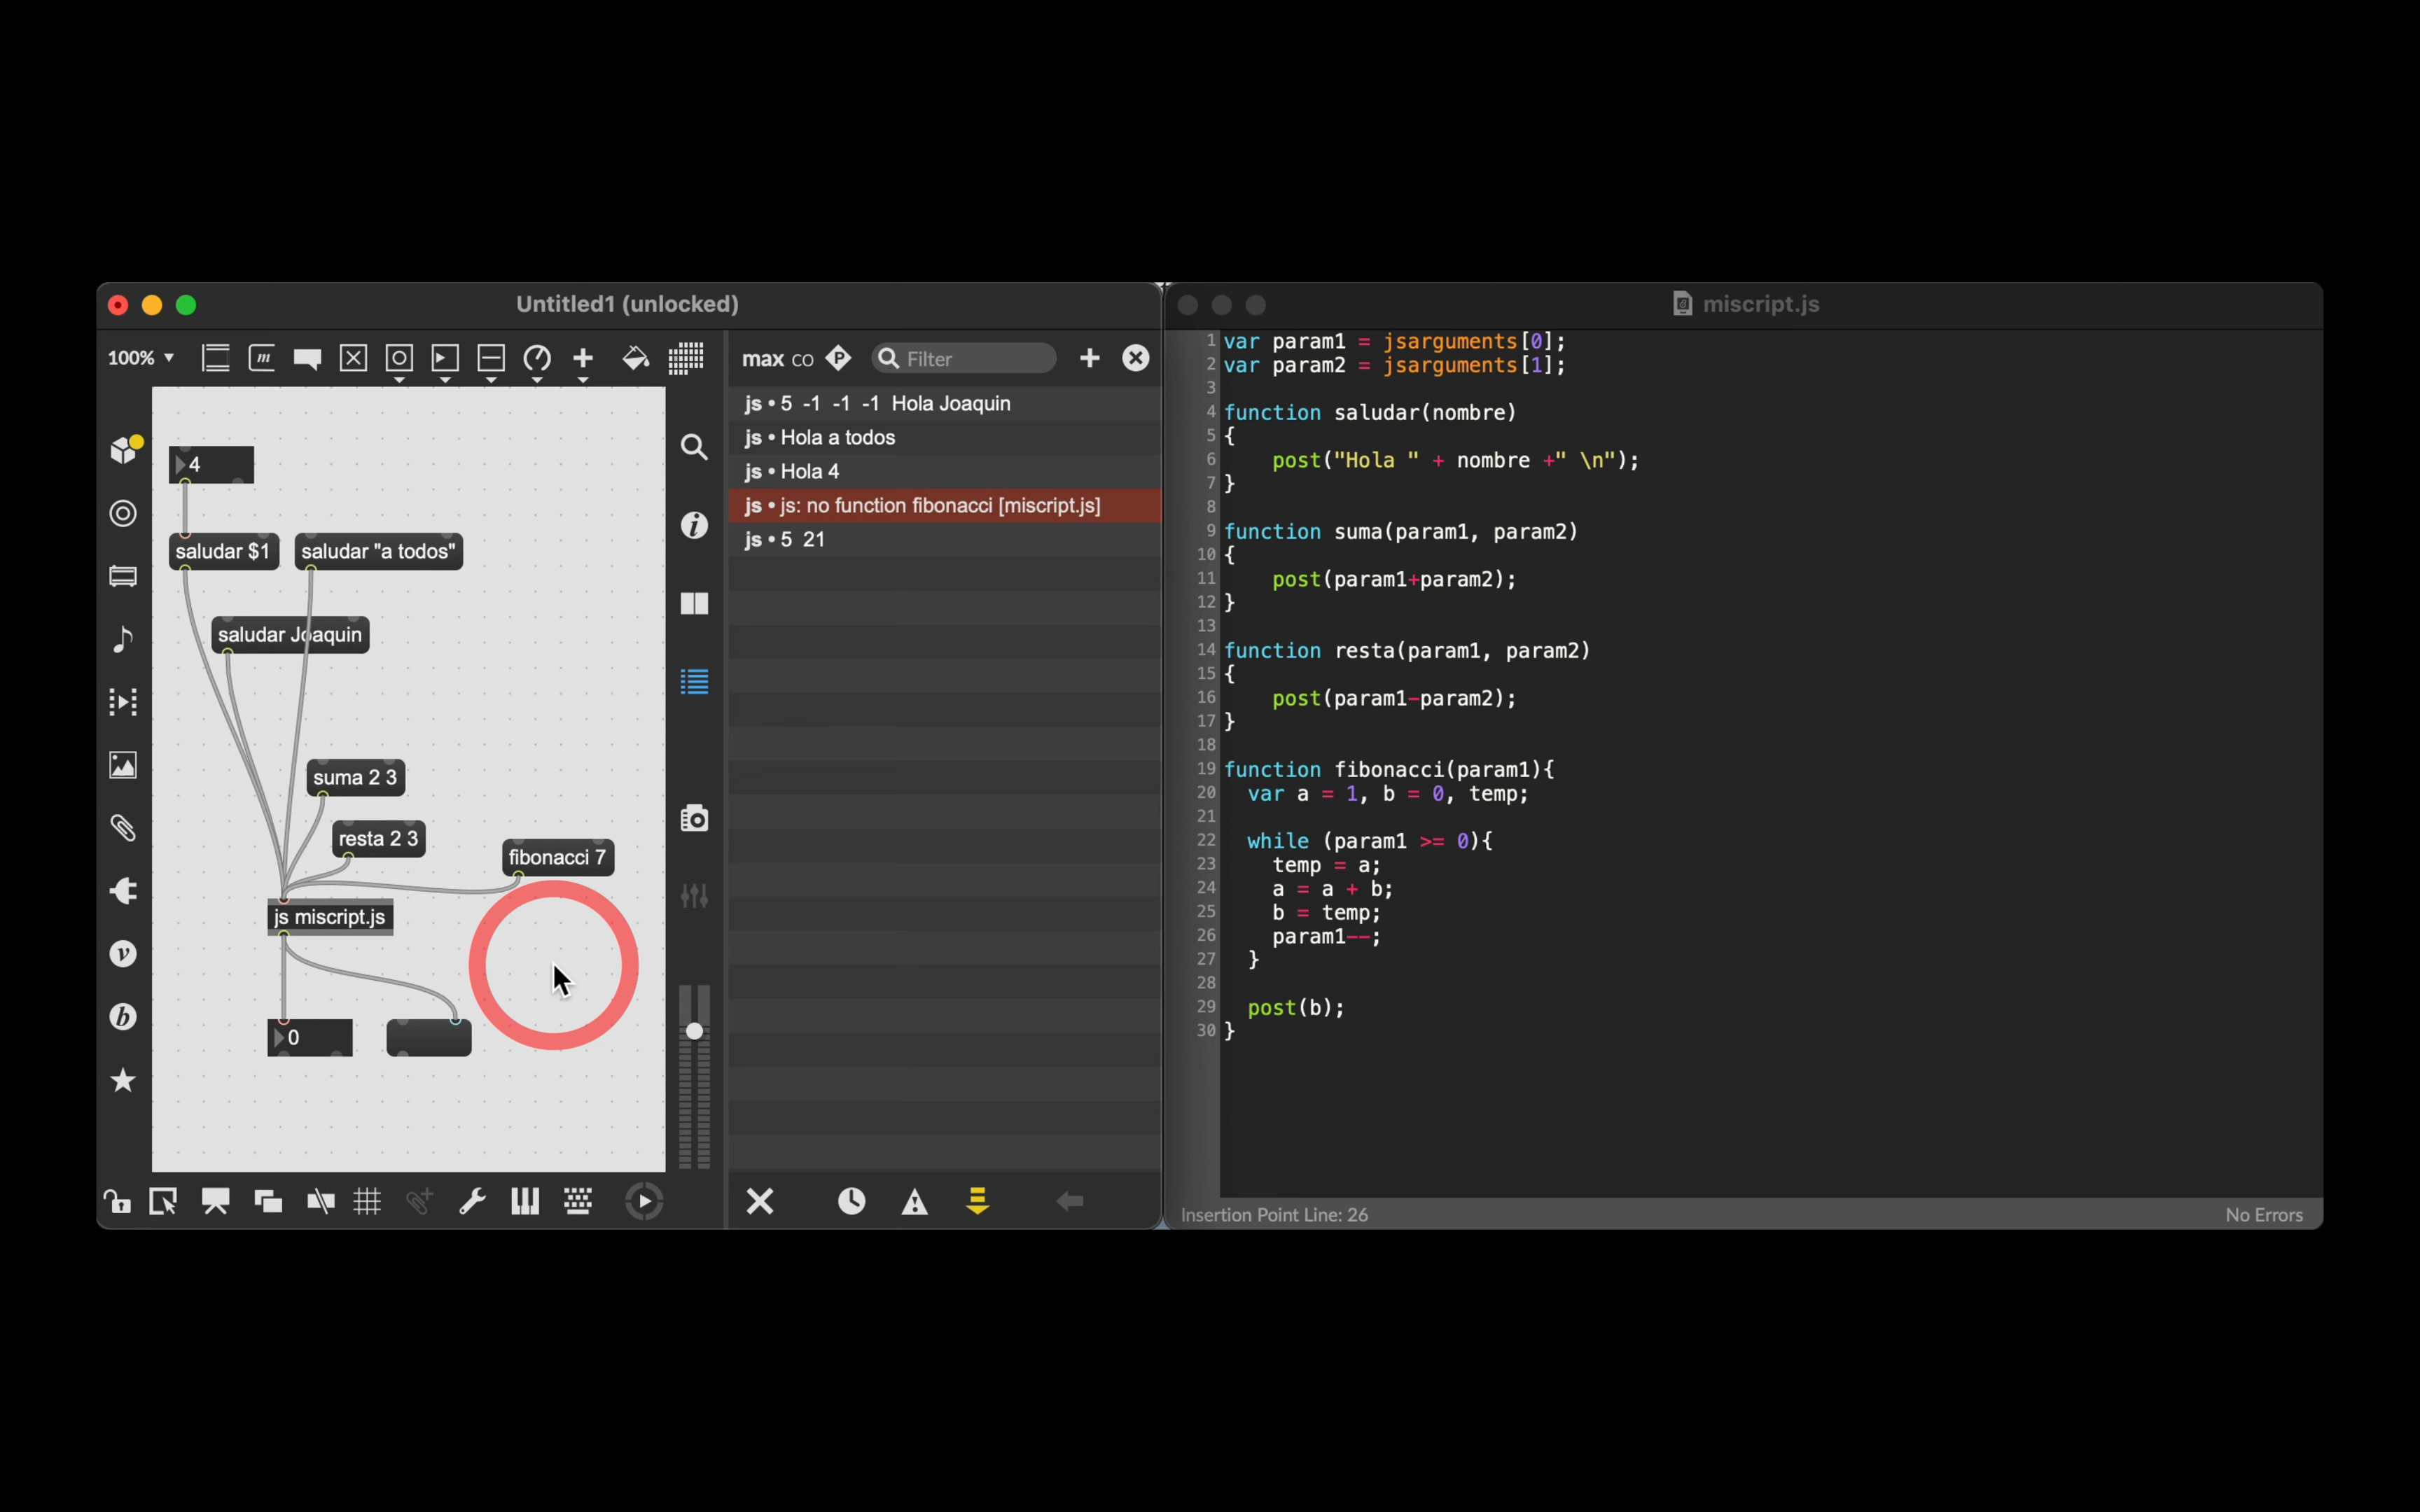 Untitled1 (unlocked)
100%
m
4
saludar $1
saludar "a todos"
saludar Joaquin
suma 2 3
resta 2 3
fibonacci 7
js miscript.js
0
v
b
i
max co
P
Filter
js • 5 -1 -1 -1 Hola Joaquin
js • Hola a todos
js • Hola 4
js • js: no function fibonacci [miscript.js]
js • 5 21
miscript.js
1 var param1 = jsarguments[0];
2 var param2 = jsarguments[1];
3
4 function saludar(nombre)
5 {
6 post("Hola " + nombre +" \n");
7 }
8
9 function suma(param1, param2)
10 {
11 post(param1+param2);
12 }
13
14 function resta(param1, param2)
15 {
16 post(param1-param2);
17 }
18
19 function fibonacci(param1){
20 var a = 1, b = 0, temp;
21
22 while (param1 >= 0){
23 temp = a;
24 a = a + b;
25 b = temp;
26 param1--;
27 }
28
29 post(b);
30 }
Insertion Point Line: 26
No Errors